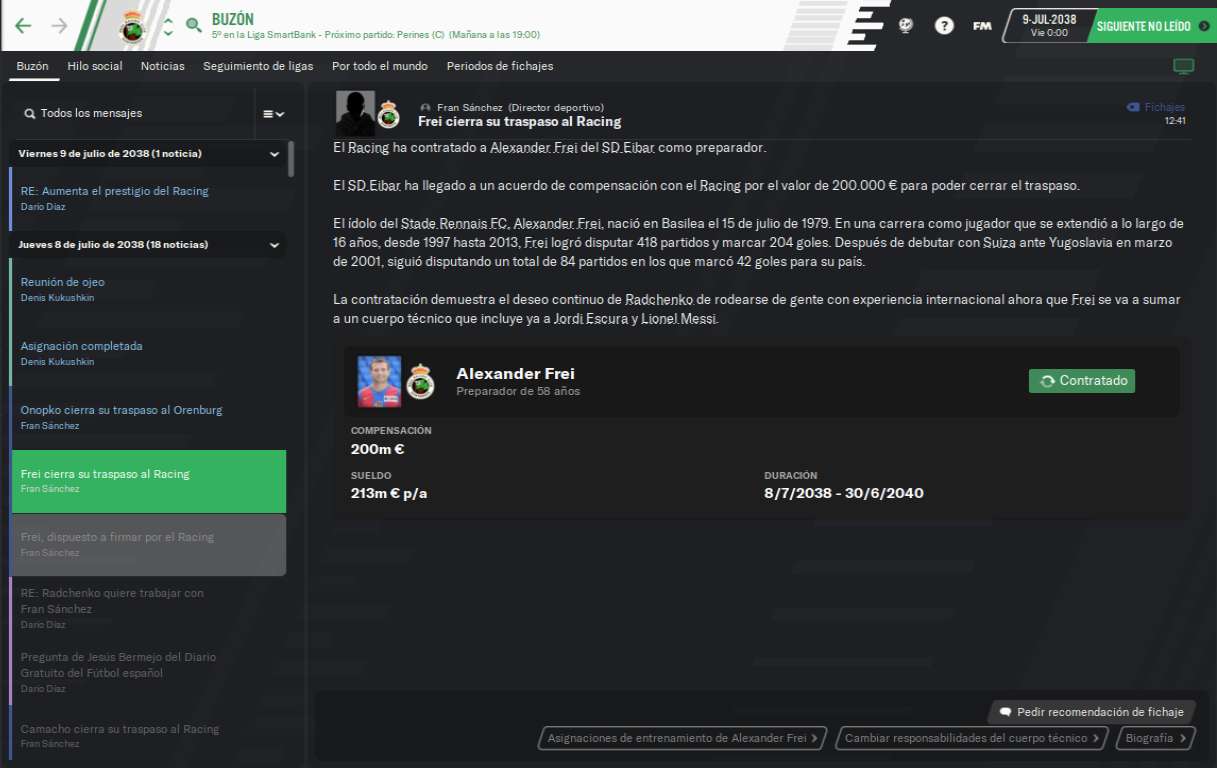 BUZÓN
5º en la Liga SmartBank - Próximo partido: Perines (C) (Mañana a las 19:00)
?
FM
9-JUL-2038
Vie 0:00
SIGUIENTE NO LEÍDO
Buzón
Hilo social
Noticias
Seguimiento de ligas
Por todo el mundo
Periodos de fichajes
Todos los mensajes
Viernes 9 de julio de 2038 (1 noticia)
RE: Aumenta el prestigio del Racing
Darío Díaz
Jueves 8 de julio de 2038 (18 noticias)
Reunión de ojeo
Denis Kukushkin
Asignación completada
Denis Kukushkin
Onopko cierra su traspaso al Orenburg
Fran Sánchez
Frei cierra su traspaso al Racing
Fran Sánchez
Frei, dispuesto a firmar por el Racing
Fran Sánchez
RE: Radchenko quiere trabajar con
Fran Sánchez
Darío Díaz
Pregunta de Jesús Bermejo del Diario
Gratuito del Fútbol español
Darío Díaz
Camacho cierra su traspaso al Racing
Fran Sánchez
Fran Sánchez (Director deportivo)
Frei cierra su traspaso al Racing
Fichajes
12:41
El Racing ha contratado a Alexander Frei del SD Eibar como preparador.
El SD Eibar ha llegado a un acuerdo de compensación con el Racing por el valor de 200.000 € para poder cerrar el traspaso.
El ídolo del Stade Rennais FC, Alexander Frei, nació en Basilea el 15 de julio de 1979. En una carrera como jugador que se extendió a lo largo de
16 años, desde 1997 hasta 2013, Frei logró disputar 418 partidos y marcar 204 goles. Después de debutar con Suiza ante Yugoslavia en marzo
de 2001, siguió disputando un total de 84 partidos en los que marcó 42 goles para su país.
La contratación demuestra el deseo continuo de Radchenko de rodearse de gente con experiencia internacional ahora que Frei se va a sumar
a un cuerpo técnico que incluye ya a Jordi Escura y Lionel Messi.
Alexander Frei
Preparador de 58 años
Contratado
COMPENSACIÓN
200m €
SUELDO
213m € p/a
DURACIÓN
8/7/2038 - 30/6/2040
Pedir recomendación de fichaje
Asignaciones de entrenamiento de Alexander Frei
Cambiar responsabilidades del cuerpo técnico
Biografía